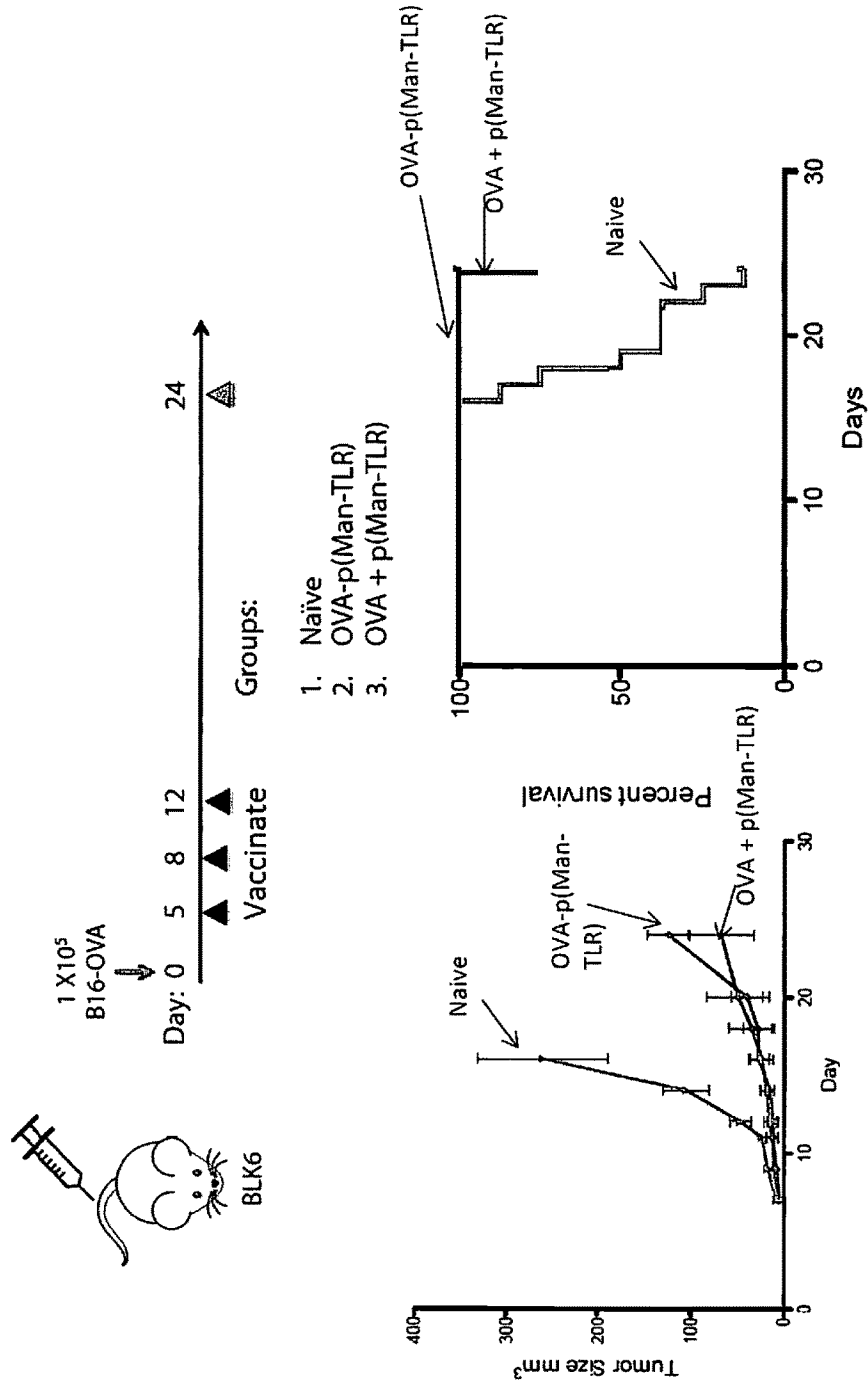 1 X10⁵
B16-OVA
Day: 0 5 8 12 24
Vaccinate
BLK6
Groups:
1. Naïve
2. OVA-p(Man-TLR)
3. OVA + p(Man-TLR)
Tumor Size mm³
400
300
200
100
0
0 10 20 30
Day
Naive
OVA-p(Man-
TLR)
OVA + p(Man-TLR)
Percent survival
100
50
0
0 10 20 30
Days
OVA-p(Man-TLR)
OVA + p(Man-TLR)
Naive